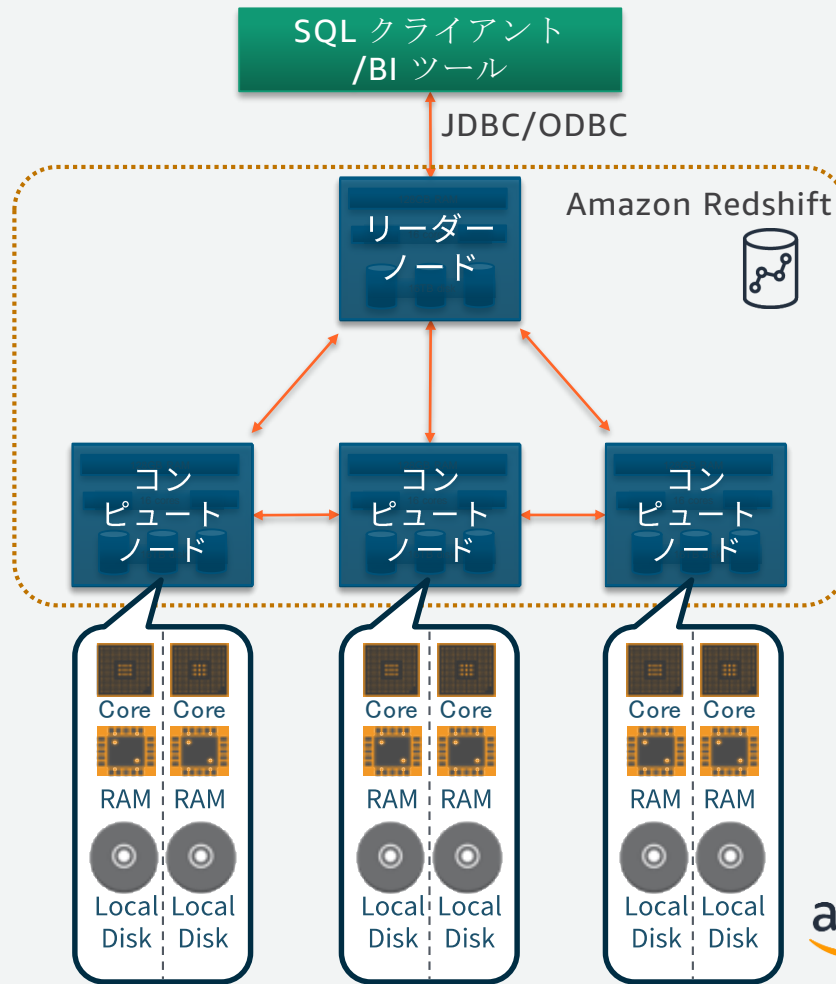 SQL クライアント
/BI ツール
JDBC/ODBC
Amazon Redshift
リーダー
ノード
コン
ピュート
ノード
コン
ピュート
ノード
コン
ピュート
ノード
Core Core
RAM RAM
Local Local
Disk Disk
Core Core
RAM RAM
Local Local
Disk Disk
Core Core
RAM RAM
Local Local
Disk Disk
a